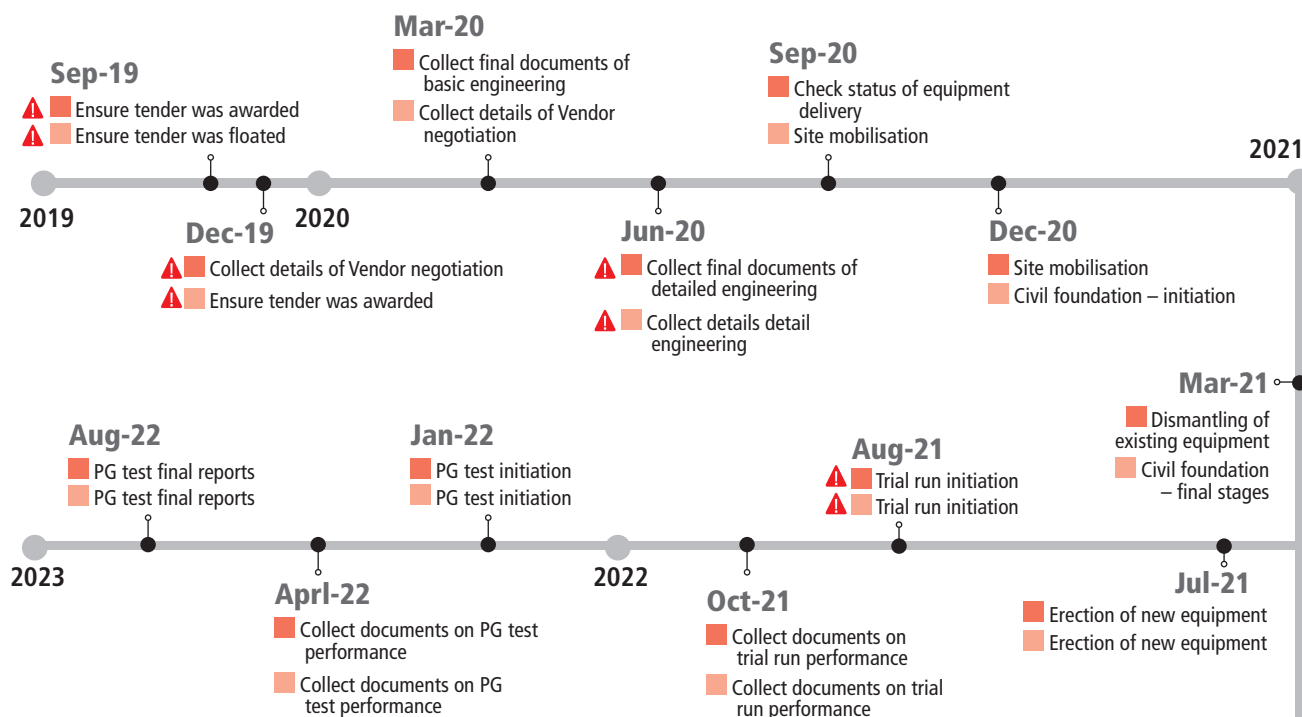 Sep-19
Ensure tender was awarded
Ensure tender was floated
Mar-20
Collect final documents of
basic engineering
Collect details of Vendor
negotiation
Sep-20
Check status of equipment
delivery
Site mobilisation
2019
2020
2021
Dec-19
Collect details of Vendor negotiation
Ensure tender was awarded
Jun-20
Collect final documents of
detailed engineering
Collect details detail
engineering
Dec-20
Site mobilisation
Civil foundation – initiation
Mar-21
Dismantling of
existing equipment
Civil foundation
– final stages
Aug-22
PG test final reports
PG test final reports
Jan-22
PG test initiation
PG test initiation
Aug-21
Trial run initiation
Trial run initiation
2023
2022
Aprl-22
Collect documents on PG test
performance
Collect documents on PG
test performance
Oct-21
Collect documents on
trial run performance
Collect documents on trial
run performance
Jul-21
Erection of new equipment
Erection of new equipment